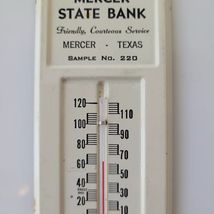 MERCER
STATE BANK
Friendly, Courteous Service
MERCER - TEXAS
SAMPLE NO. 220
120
110
100
90
80
70
60
50
40
30
20
10